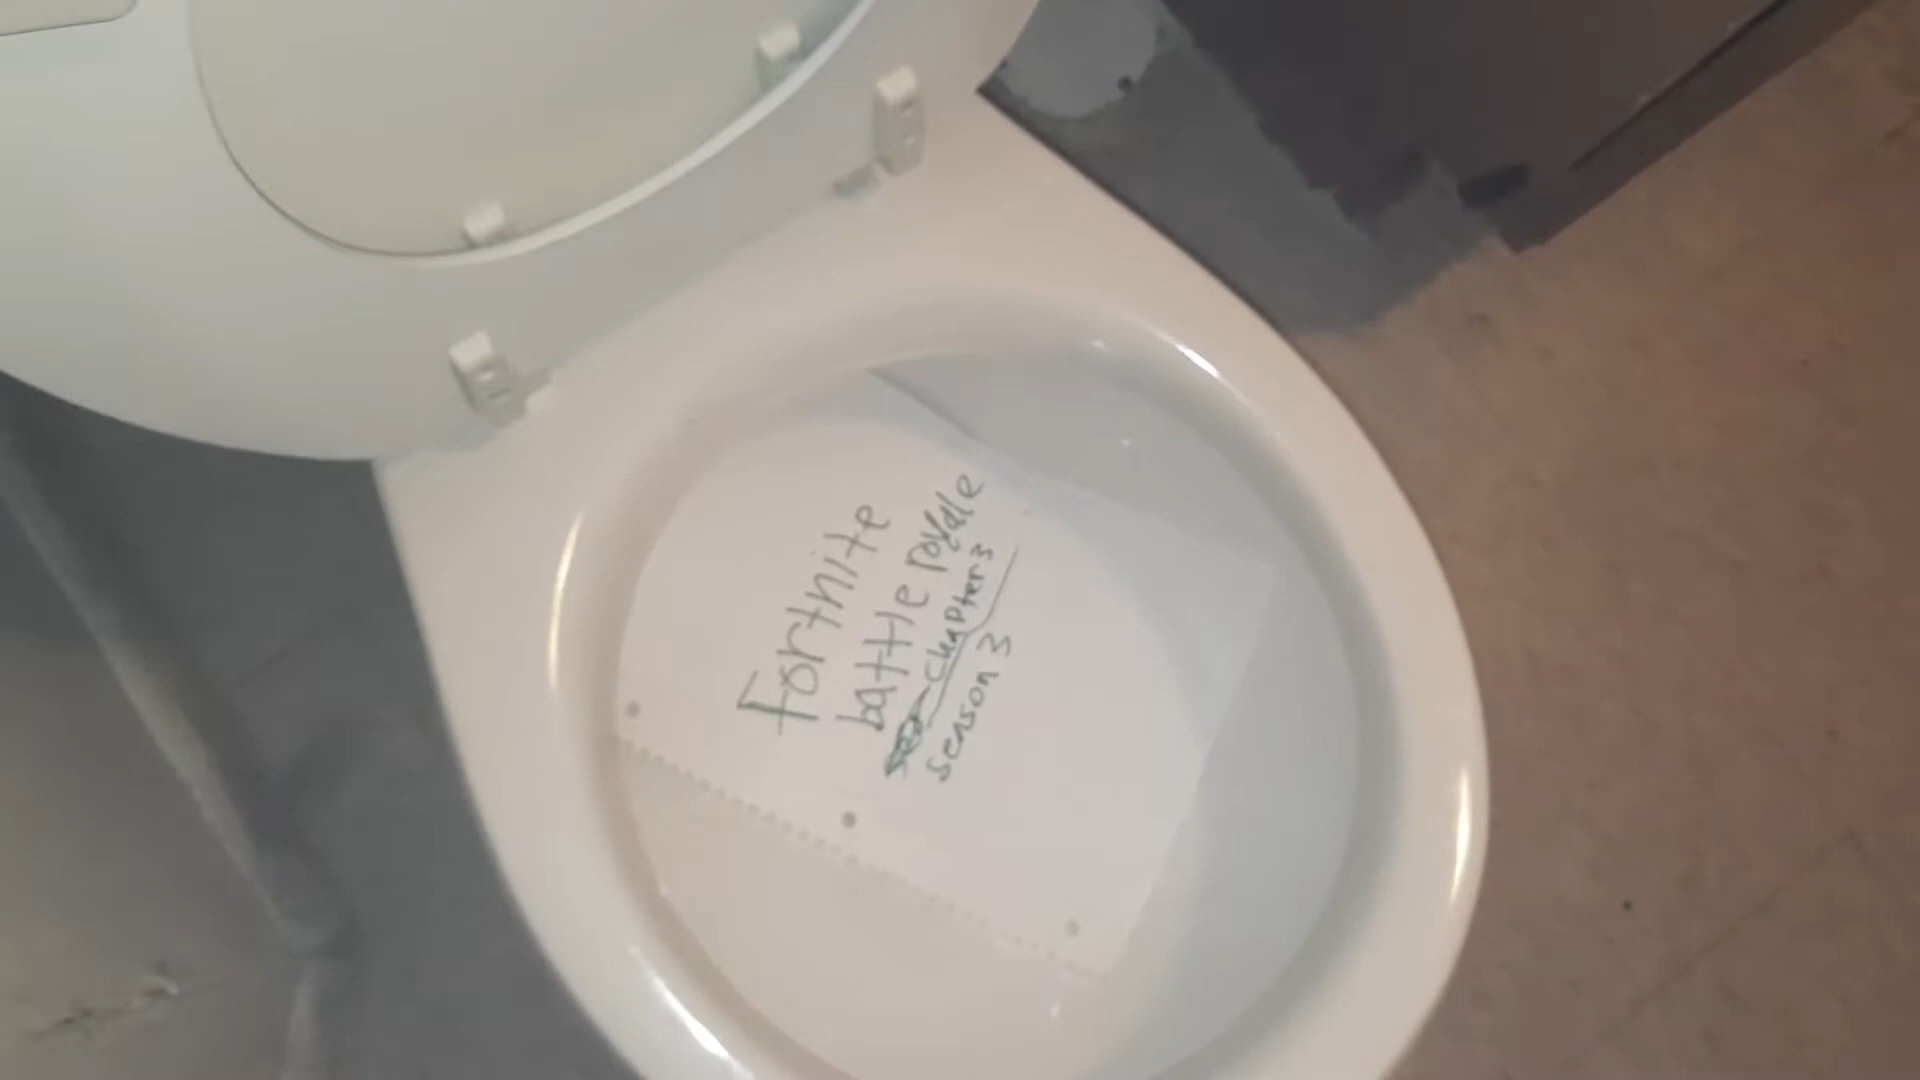 Fortnite
battle royale
chapter 3
season 3